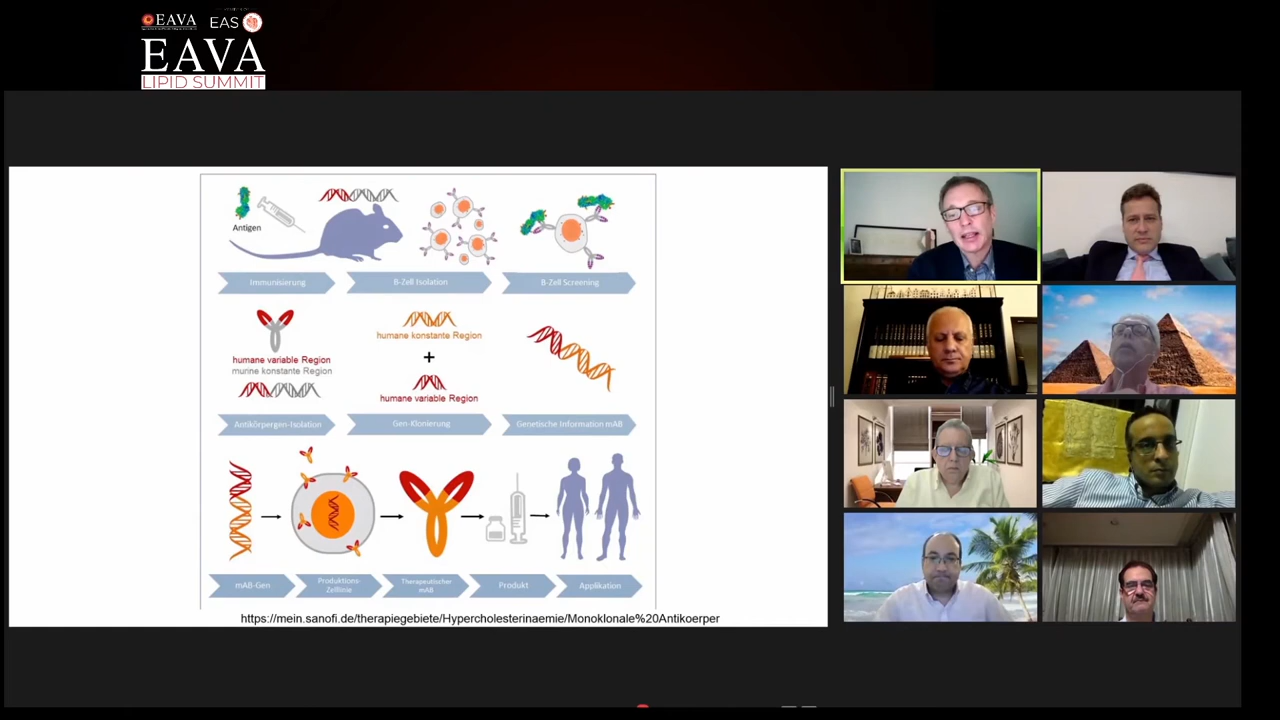 EAVA
EAS
EAVA
LIPID SUMMIT
Antigen
Immunisierung
B-Zell Isolation
B-Zell Screening
humane variable Region
murine konstante Region
humane konstante Region
+
humane variable Region
Antikörpergen-Isolation
Gen-Klonierung
Genetische Information mAB
mAB-Gen
Produktions-
Zelllinie
Therapeutischer
mAB
Produkt
Applikation
https://mein.sanofi.de/therapiegebiete/Hypercholesterinaemie/Monoklonale%20Antikoerper